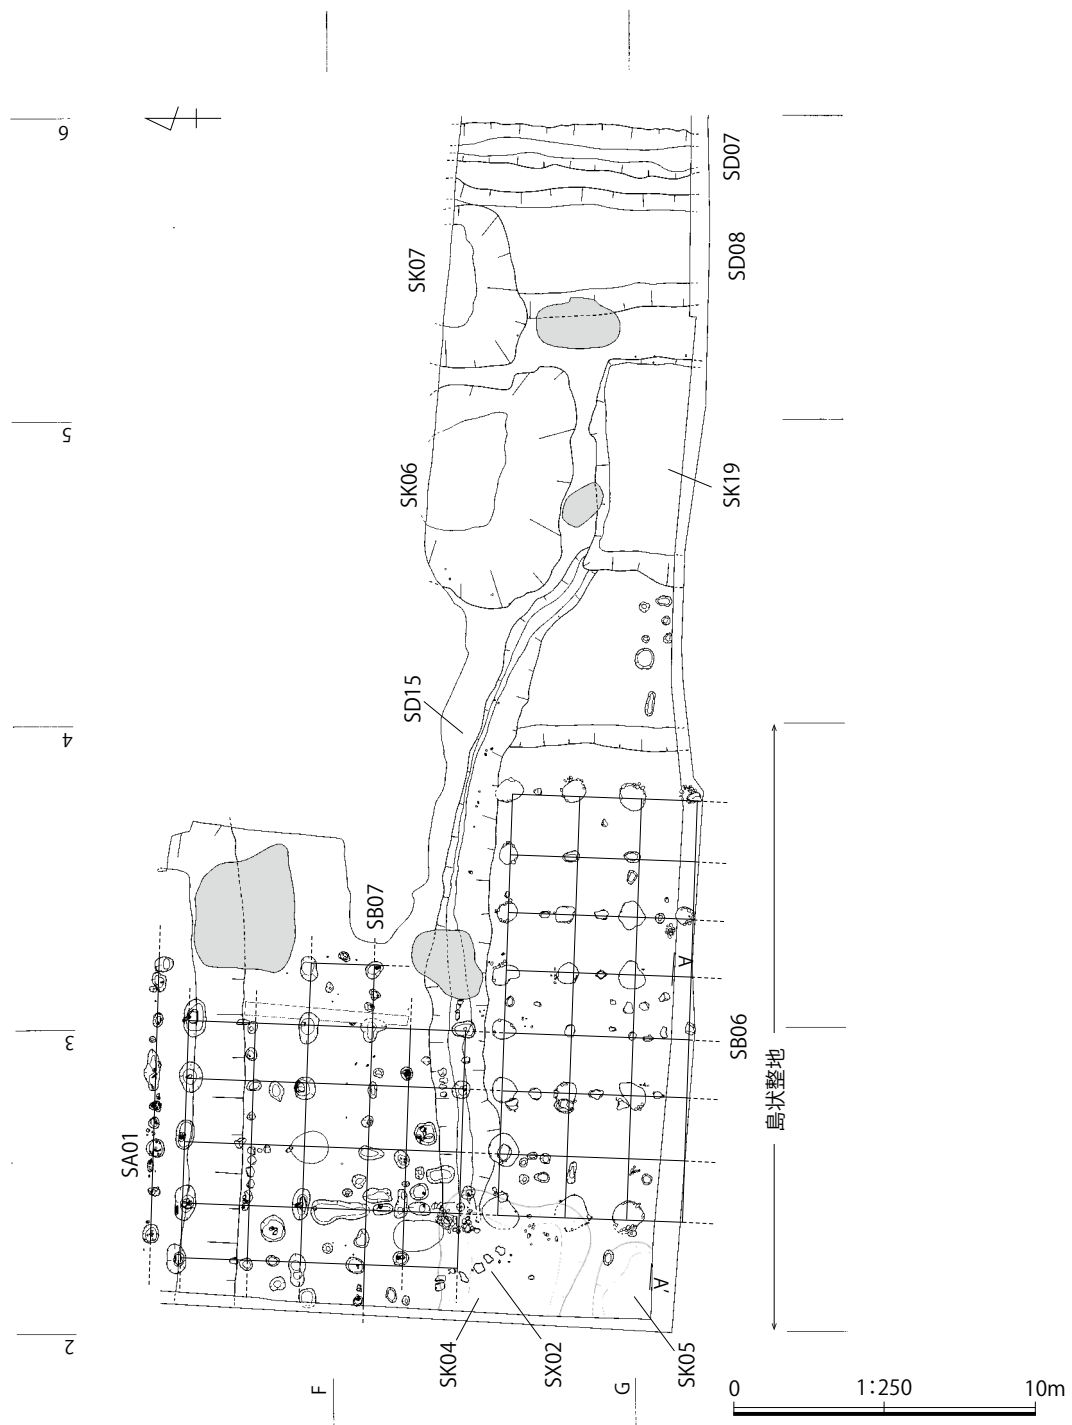 6
SD07
SD08
SK07
5
SK06
SK19
SD15
4
SB07
A
3
SB06
島状整地
SA01
A'
2
SK04
SX02
SK05
F
G
0
1:250
10m